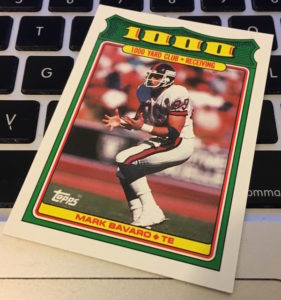 1000
1000 YARD CLUB ★ RECEIVING
Topps
MARK BAVARO ◆ TE